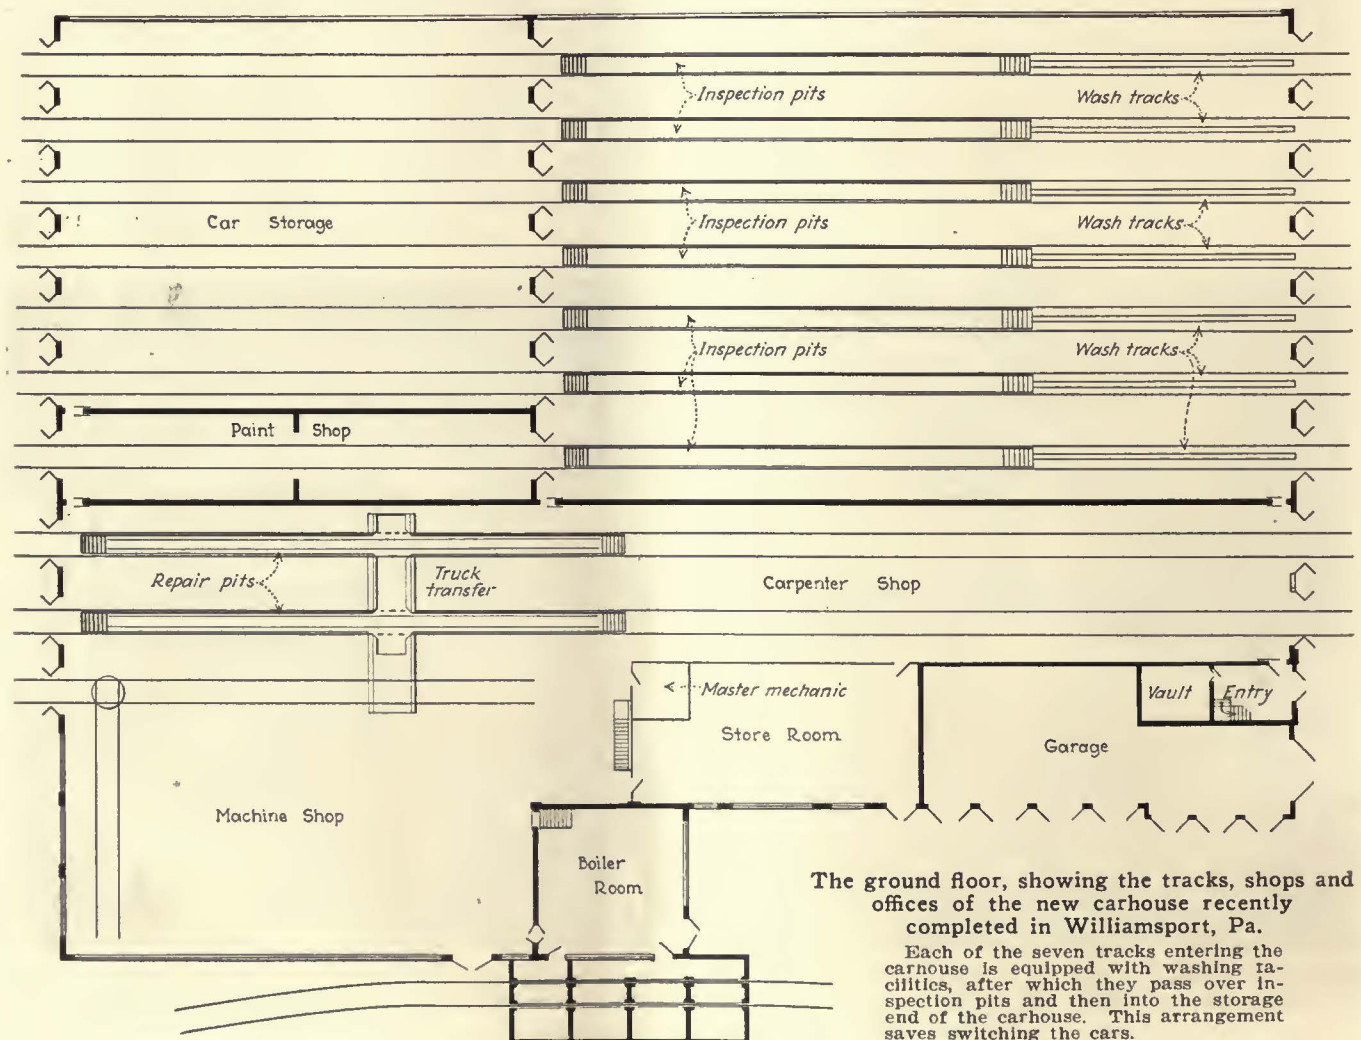 Inspection pits
Wash tracks
Car Storage
Inspection pits
Wash tracks
Inspection pits
Wash tracks
Paint Shop
Repair pits
Truck
transfer
Carpenter Shop
Master mechanic
Vault
Entry
Store Room
Garage
Machine Shop
Boiler
Room
The ground floor, showing the tracks, shops and
offices of the new carhouse recently
completed in Williamsport, Pa.
Each of the seven tracks entering the
carnouse is equipped with washing ra-
cilitics, after which they pass over in-
spection pits and then into the storage
end of the carhouse. This arrangement
saves switching the cars.